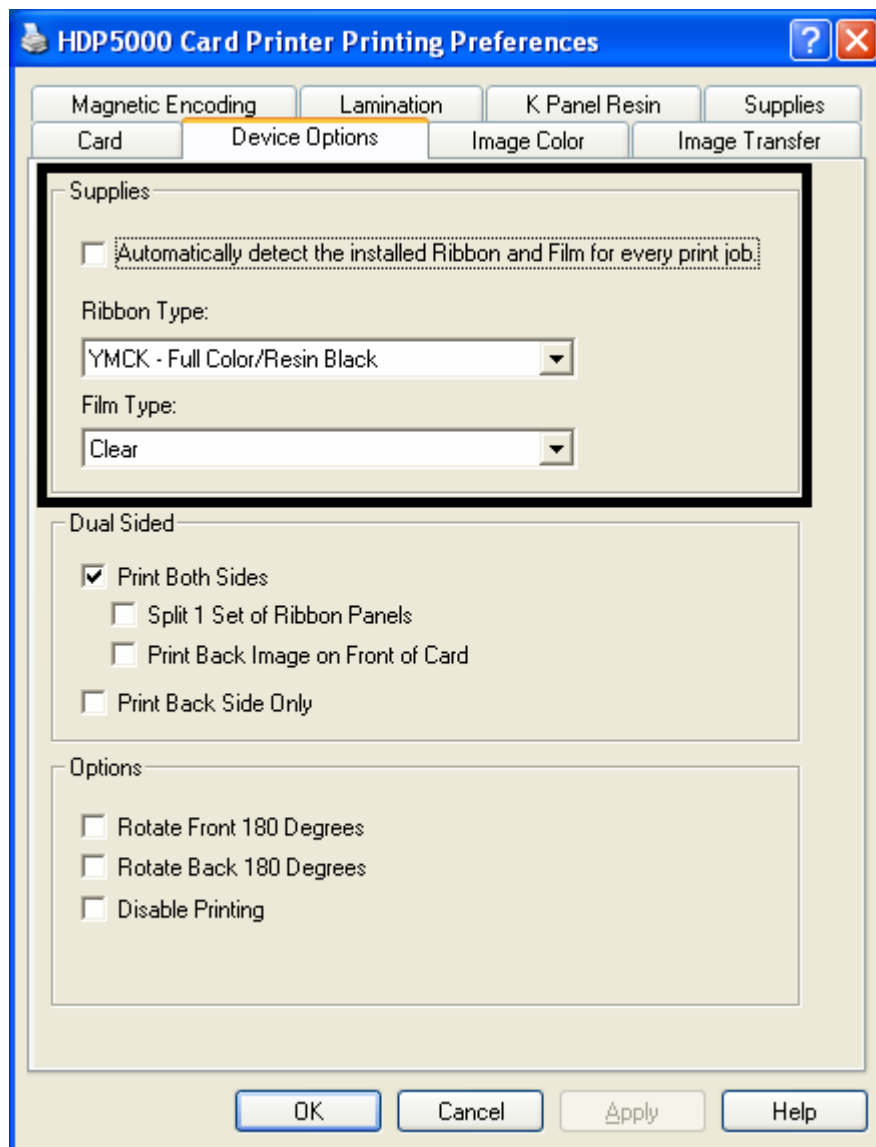 HDP5000 Card Printer Printing Preferences
Magnetic Encoding Lamination K Panel Resin Supplies
Card Device Options Image Color Image Transfer
Supplies
Automatically detect the installed Ribbon and Film for every print job.
Ribbon Type:
YMCK - Full Color/Resin Black
Film Type:
Clear
Dual Sided
Print Both Sides
Split 1 Set of Ribbon Panels
Print Back Image on Front of Card
Print Back Side Only
Options
Rotate Front 180 Degrees
Rotate Back 180 Degrees
Disable Printing
OK Cancel Apply Help